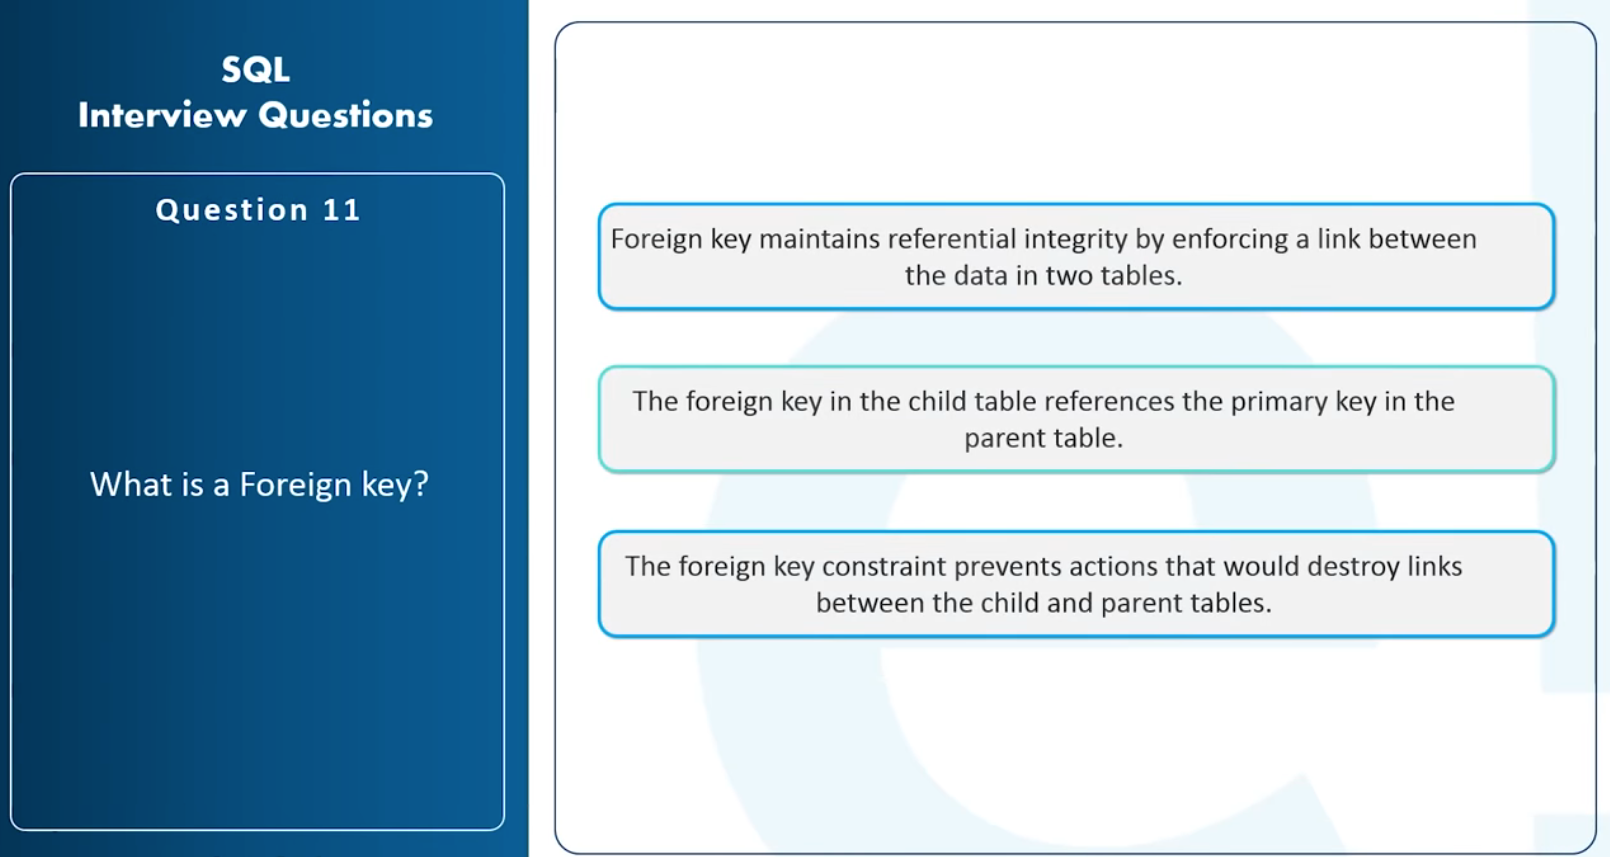 SQL
Interview Questions
Question 11
What is a Foreign key?
Foreign key maintains referential integrity by enforcing a link between
the data in two tables.
The foreign key in the child table references the primary key in the
parent table.
The foreign key constraint prevents actions that would destroy links
between the child and parent tables.